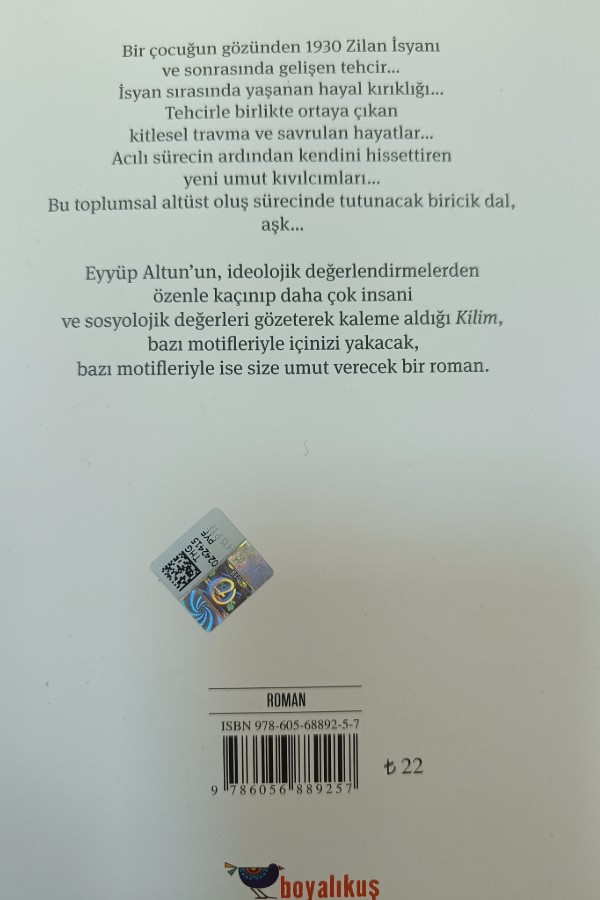 Bir çocuğun gözünden 1930 Zilan İsyanı
ve sonrasında gelişen tehcir...
İsyan sırasında yaşanan hayal kırıklığı...
Tehcirle birlikte ortaya çıkan
kitlesel travma ve savrulan hayatlar...
Acılı sürecin ardından kendini hissettiren
yeni umut kıvılcımları...
Bu toplumsal altüst oluş sürecinde tutunacak biricik dal,
aşk...
Eyyüp Altun’un, ideolojik değerlendirmelerden
özenle kaçınıp daha çok insani
ve sosyolojik değerleri gözeterek kaleme aldığı Kilim,
bazı motifleriyle içinizi yakacak,
bazı motifleriyle ise size umut verecek bir roman.
PYF
0242415
THG
ROMAN
ISBN 978-605-68892-5-7
9 786056 889257
₺ 22
boyalıkuş